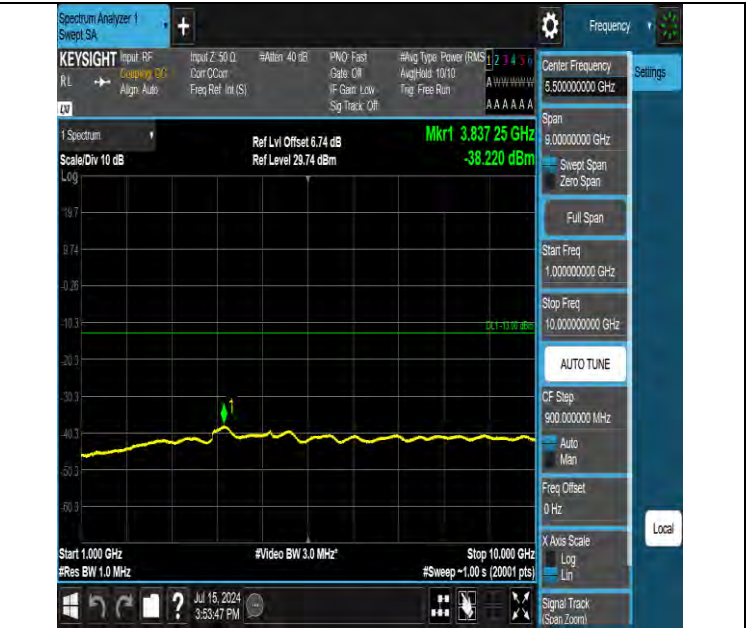 Spectrum Analyzer 1
Swept SA
Frequency
KEYSIGHT
RL
Input: RF
Coupling: DC
Align: Auto
Input Z: 50 Ω
Corr CCorr
Freq Ref: Int (S)
#Atten: 40 dB
PNO: Fast
Gate: Off
IF Gain: Low
Sig Track: Off
#Avg Type: Power (RMS
Avg|Hold: 10/10
Trig: Free Run
1 2 3 4 5 6
A W W W W W
A A A A A A
1 Spectrum
Scale/Div 10 dB
Log
Ref Lvl Offset 6.74 dB
Ref Level 29.74 dBm
Mkr1 3.837 25 GHz
-38.220 dBm
19.7
9.74
-0.26
-10.3
-20.3
-30.3
-40.3
-50.3
-60.3
DL1 -13.00 dBm
1
Start 1.000 GHz
#Res BW 1.0 MHz
#Video BW 3.0 MHz*
Stop 10.000 GHz
#Sweep ~1.00 s (20001 pts)
Center Frequency
5.500000000 GHz
Settings
Span
9.00000000 GHz
Swept Span
Zero Span
Full Span
Start Freq
1.000000000 GHz
Stop Freq
10.000000000 GHz
AUTO TUNE
CF Step
900.000000 MHz
Auto
Man
Freq Offset
0 Hz
X Axis Scale
Log
Lin
Signal Track
(Span Zoom)
Local
Jul 15, 2024
3:53:47 PM